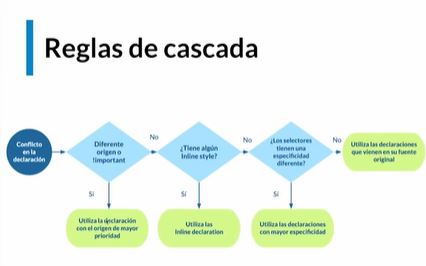 Reglas de cascada
Conflicto
en la
declaración
Diferente
origen o
!important
No
¿Tiene algún
Inline style?
No
¿Los selectores
tienen una
especificidad
diferente?
No
Utiliza las declaraciones
que vienen en su fuente
original
Sí
Sí
Sí
Utiliza la declaración
con el origen de mayor
prioridad
Utiliza las
Inline declaration
Utiliza las declaraciones
con mayor especificidad